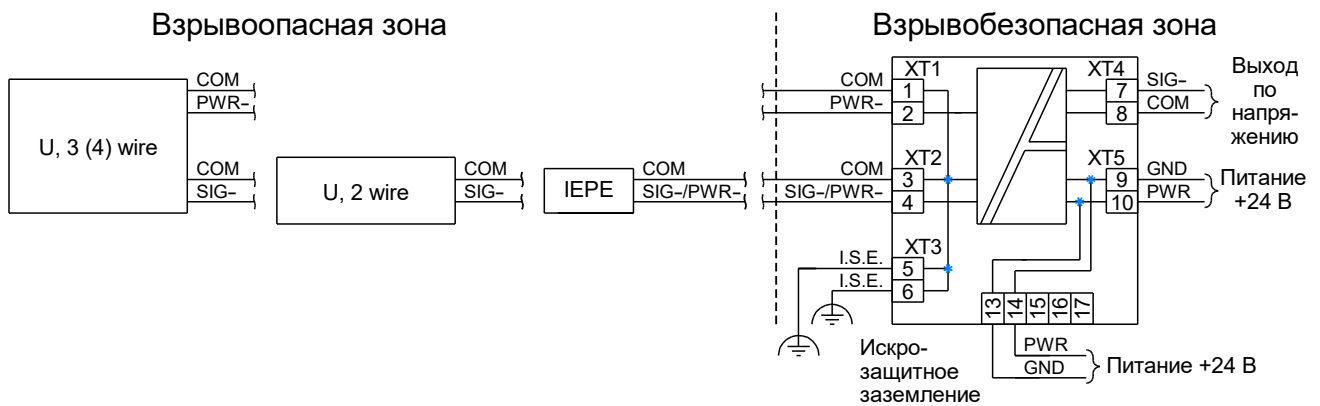 Взрывоопасная зона
Взрывобезопасная зона
U, 3 (4) wire
COM
PWR–
COM
SIG–
U, 2 wire
COM
SIG–
IEPE
COM
SIG–/PWR–
COM
PWR–
COM
SIG–/PWR–
I.S.E.
I.S.E.
XT1
1
2
XT2
3
4
XT3
5
6
XT4
7
8
XT5
9
10
SIG–
COM
GND
PWR
Выход
по
напря-
жению
Питание
+24 В
13
14
15
16
17
Искро-
защитное
заземление
PWR
GND
Питание +24 В